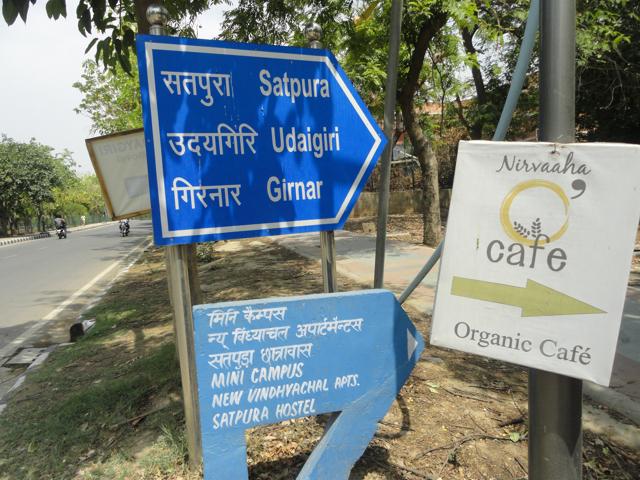 सतपुरा Satpura
उदयगिरि Udaigiri
गिरनार Girnar
मिनि कैम्पस
न्यू विंध्याचल अपार्टमेन्टस
सतपुड़ा छात्रावास
MINI CAMPUS
NEW VINDHYACHAL APTS.
SATPURA HOSTEL
Nirvaaha
O'
café
Organic Café